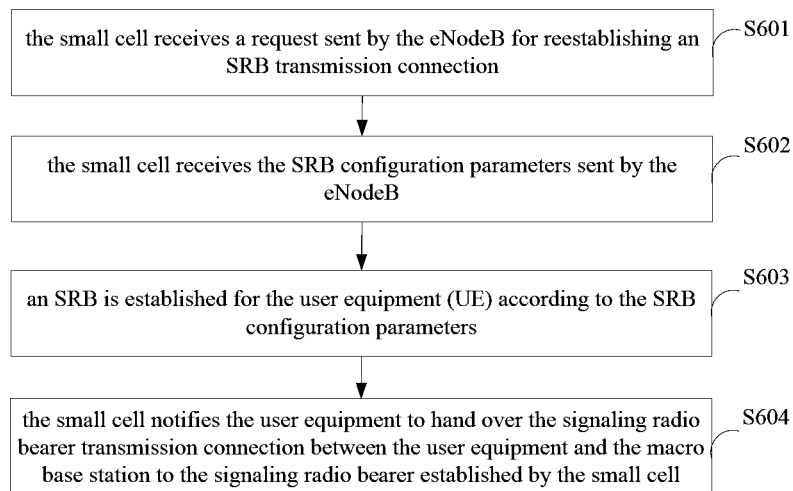 the small cell receives a request sent by the eNodeB for reestablishing an
SRB transmission connection
S601
the small cell receives the SRB configuration parameters sent by the
eNodeB
S602
an SRB is established for the user equipment (UE) according to the SRB
configuration parameters
S603
the small cell notifies the user equipment to hand over the signaling radio
bearer transmission connection between the user equipment and the macro
base station to the signaling radio bearer established by the small cell
S604